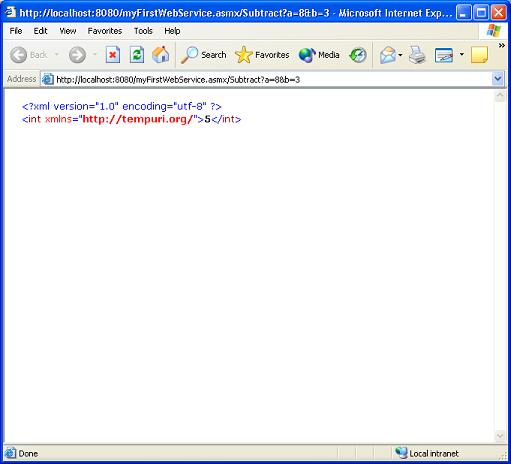 http://localhost:8080/myFirstWebService.asmx/Subtract?a=8&b=3 - Microsoft Internet Exp...
File Edit View Favorites Tools Help
Back Search Favorites Media
Address http://localhost:8080/myFirstWebService.asmx/Subtract?a=8&b=3
<?xml version="1.0" encoding="utf-8" ?>
<int xmlns="http://tempuri.org/">5</int>
Done Local intranet